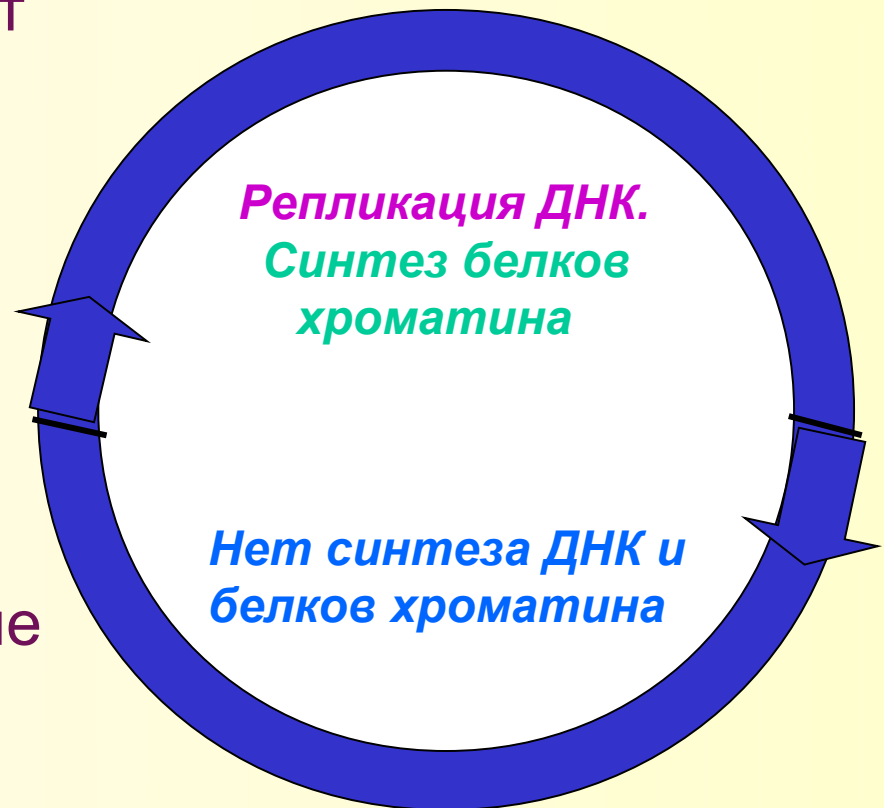 Репликация ДНК.
Синтез белков
хроматина
Нет синтеза ДНК и
белков хроматина